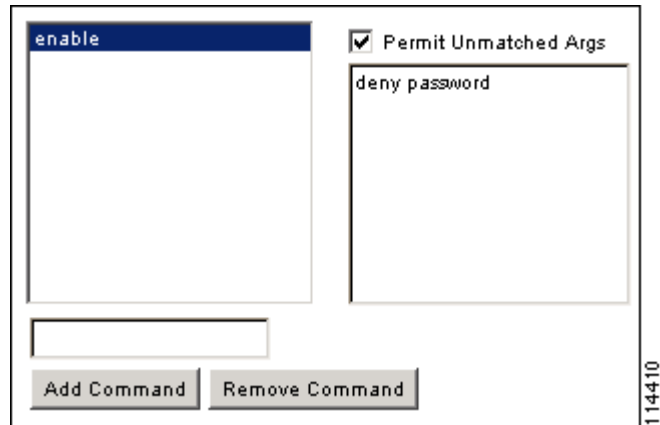 enable
Permit Unmatched Args
deny password
Add Command
Remove Command
114410